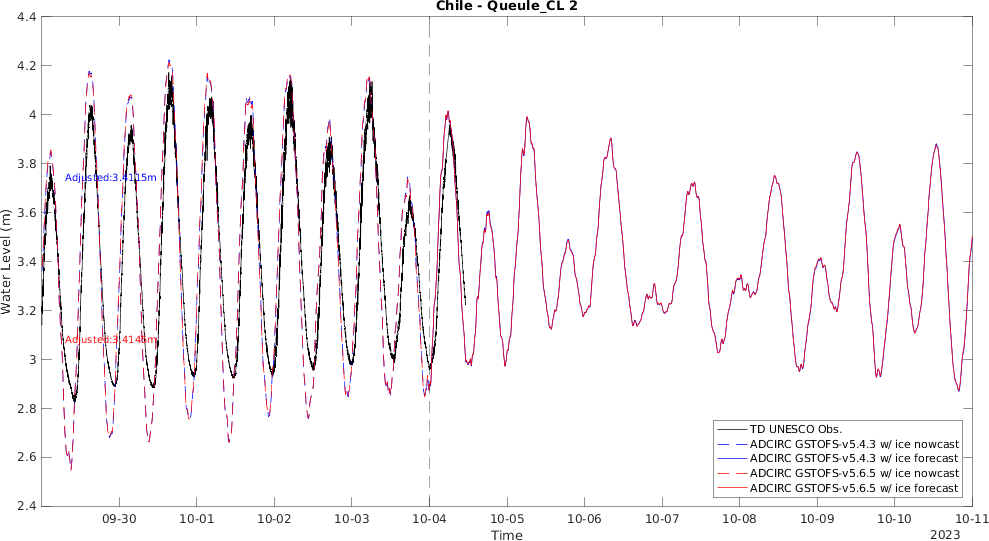 Chile - Queule_CL 2
4.4
4.2
4
3.8
3.6
3.4
3.2
3
2.8
2.6
2.4
Water Level (m)
Adjusted:3.4115m
Adjusted:3.4145m
TD UNESCO Obs.
ADCIRC GSTOFS-v5.4.3 w/ ice nowcast
ADCIRC GSTOFS-v5.4.3 w/ ice forecast
ADCIRC GSTOFS-v5.6.5 w/ ice nowcast
ADCIRC GSTOFS-v5.6.5 w/ ice forecast
09-30 10-01 10-02 10-03 10-04 10-05 10-06 10-07 10-08 10-09 10-10 10-11
Time
2023